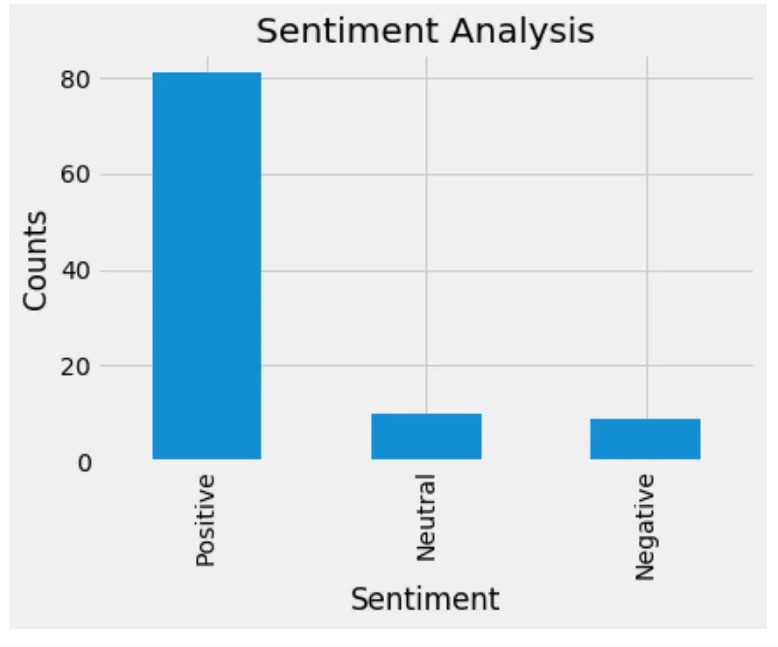 Sentiment Analysis
80
60
40
20
0
Counts
Positive
Neutral
Negative
Sentiment